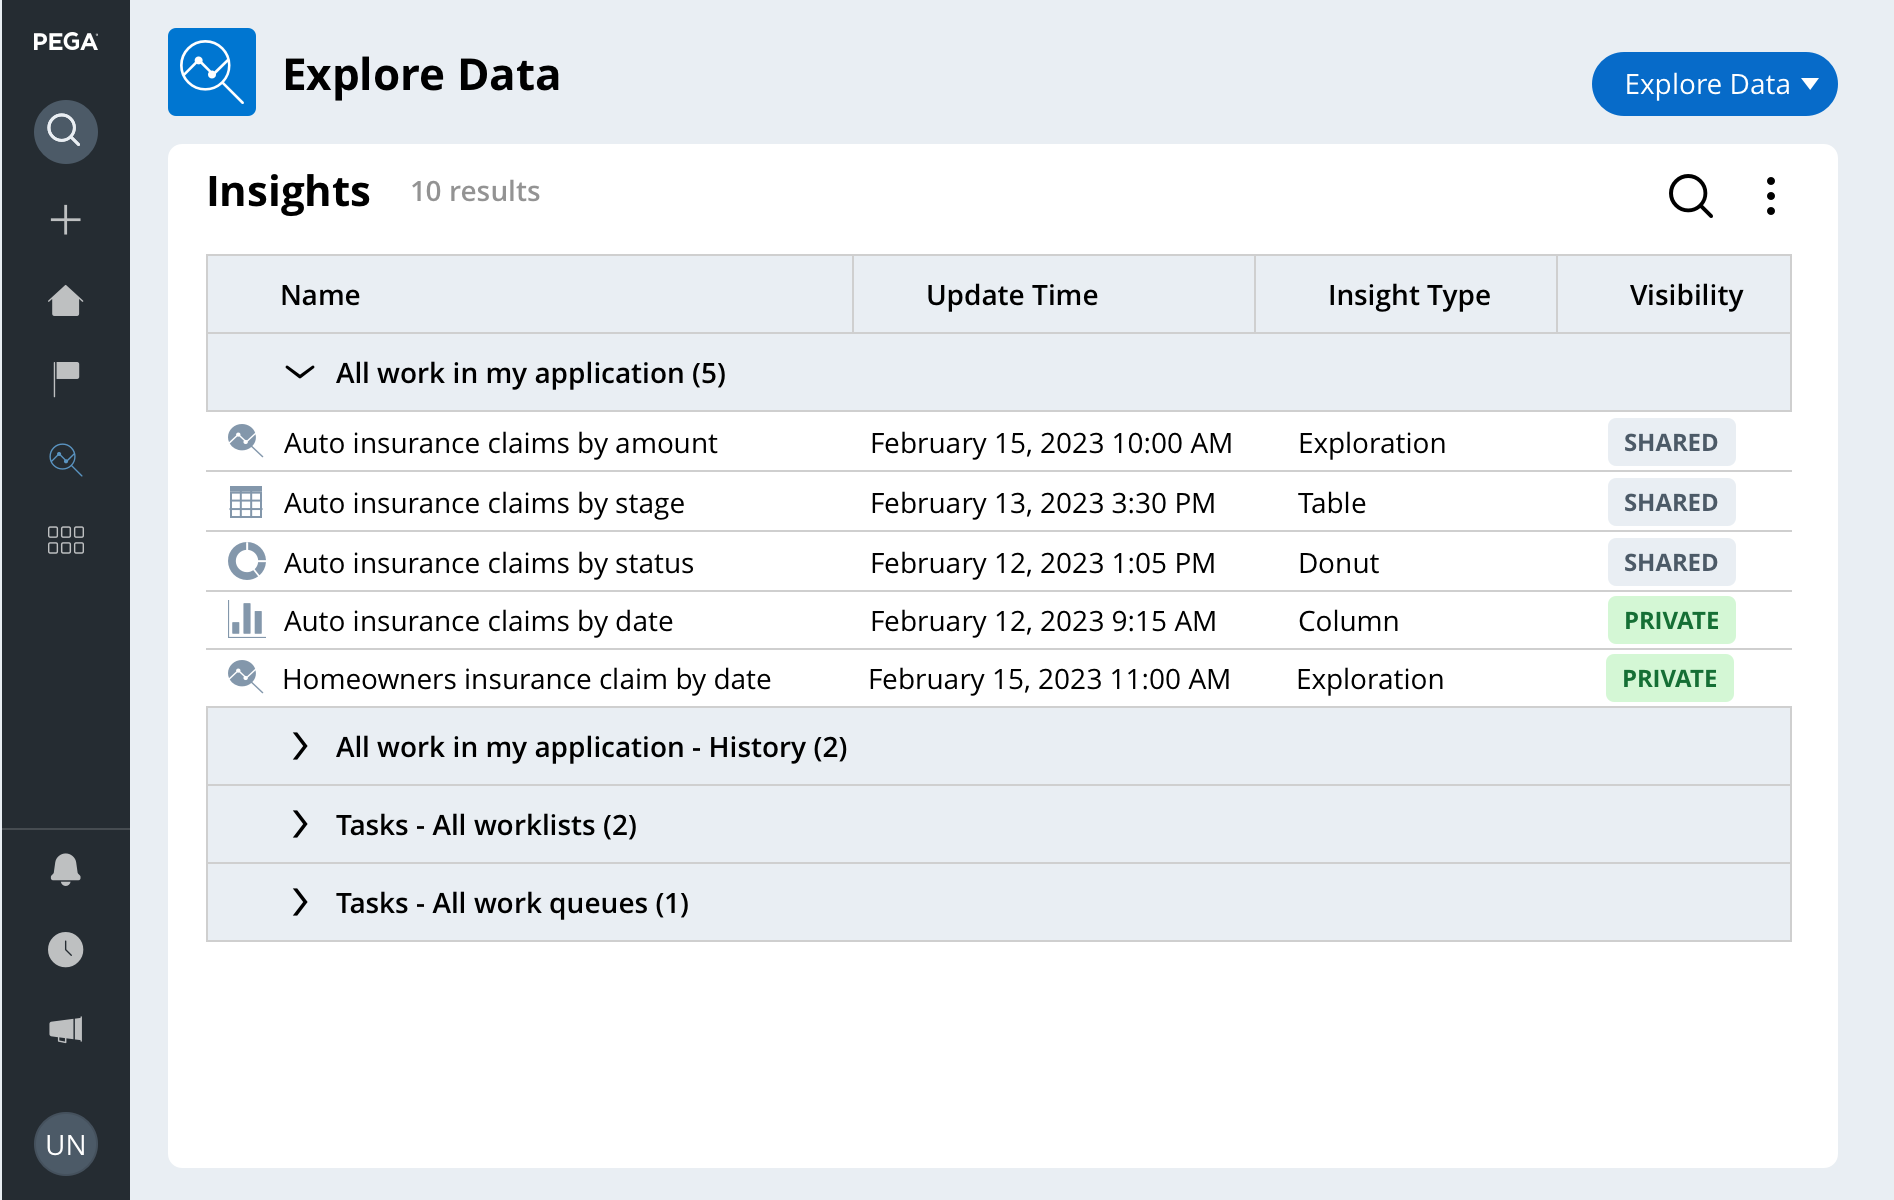 PEGA
Explore Data
Explore Data
Insights 10 results
Name Update Time Insight Type Visibility
All work in my application (5)
Auto insurance claims by amount February 15, 2023 10:00 AM Exploration SHARED
Auto insurance claims by stage February 13, 2023 3:30 PM Table SHARED
Auto insurance claims by status February 12, 2023 1:05 PM Donut SHARED
Auto insurance claims by date February 12, 2023 9:15 AM Column PRIVATE
Homeowners insurance claim by date February 15, 2023 11:00 AM Exploration PRIVATE
All work in my application - History (2)
Tasks - All worklists (2)
Tasks - All work queues (1)
UN